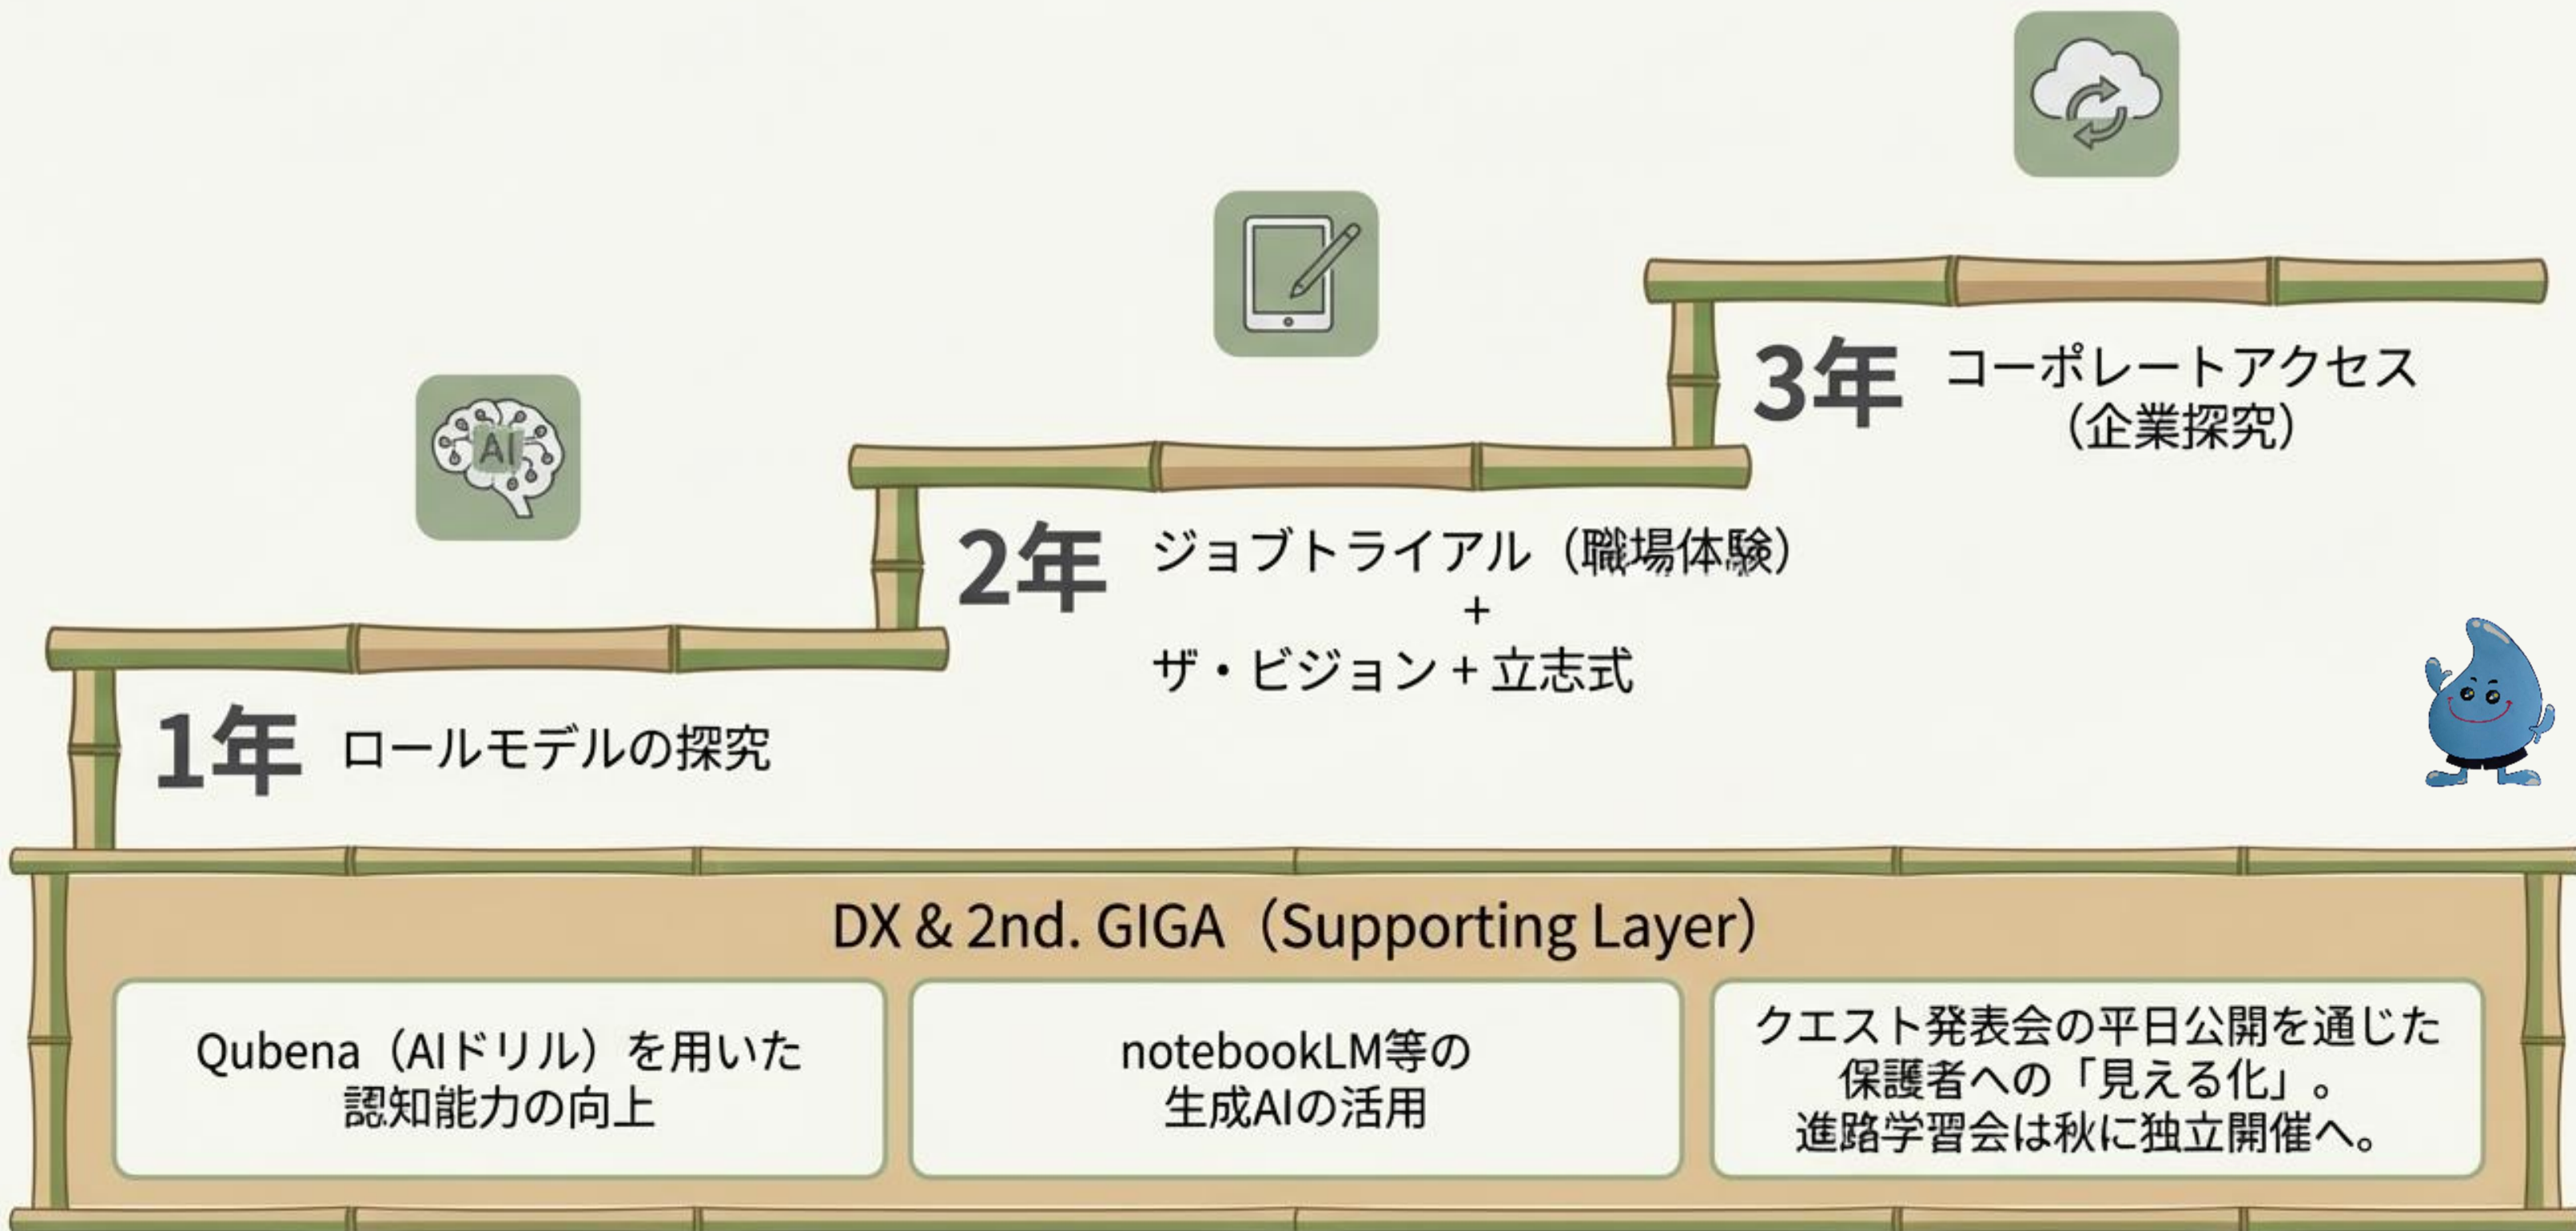 AI
3年
コーポレートアクセス
（企業探究）
2年
ジョブトライアル（職場体験）
+
ザ・ビジョン + 立志式
1年
ロールモデルの探究
DX & 2nd. GIGA（Supporting Layer）
Qubena（AIドリル）を用いた
認知能力の向上
notebookLM等の
生成AIの活用
クエスト発表会の平日公開を通じた
保護者への「見える化」。
進路学習会は秋に独立開催へ。